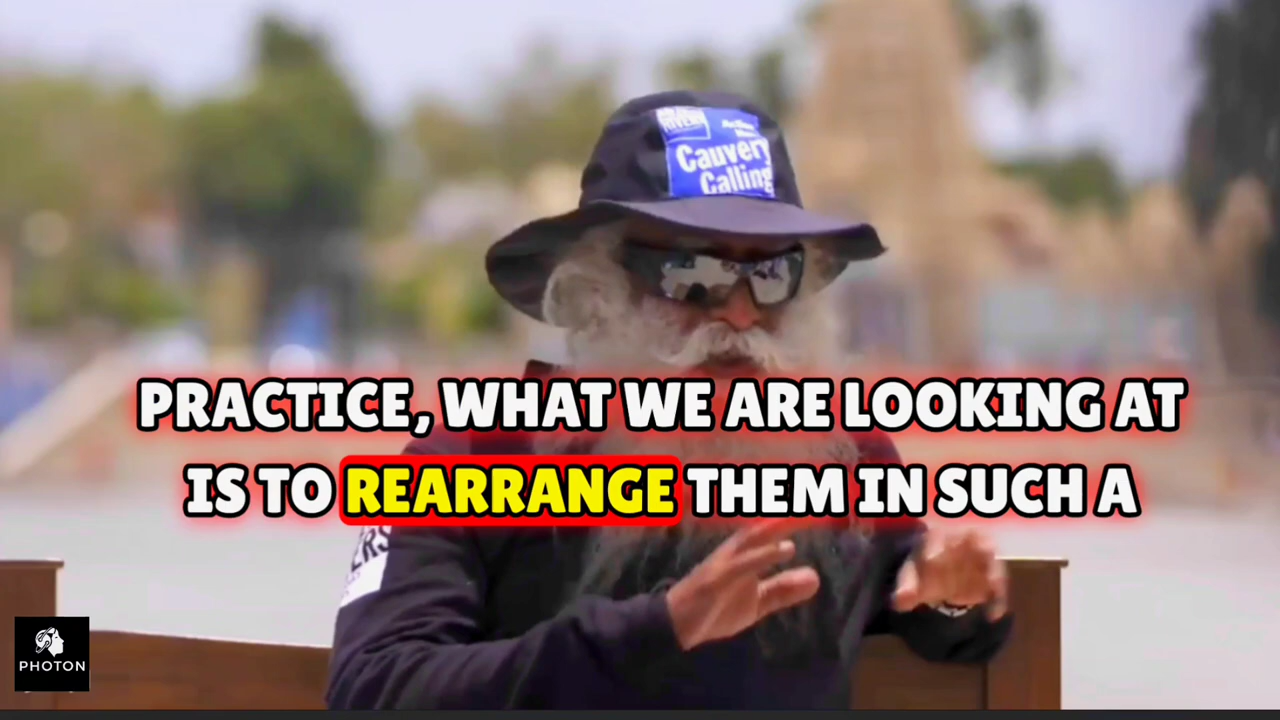 Cauvery
Calling
PRACTICE, WHAT WE ARE LOOKING AT
IS TO REARRANGE THEM IN SUCH A
PHOTON